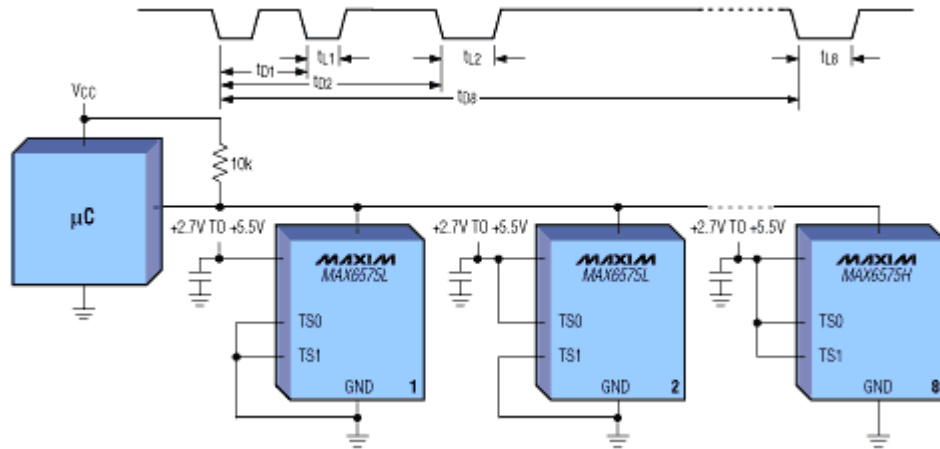 tL1
tL2
tL8
tD1
tD2
tD8
VCC
10k
μC
+2.7V TO +5.5V
+2.7V TO +5.5V
+2.7V TO +5.5V
MAXIM
MAX6575L
TS0
TS1
GND
1
MAXIM
MAX6575L
TS0
TS1
GND
2
MAXIM
MAX6575H
TS0
TS1
GND
8